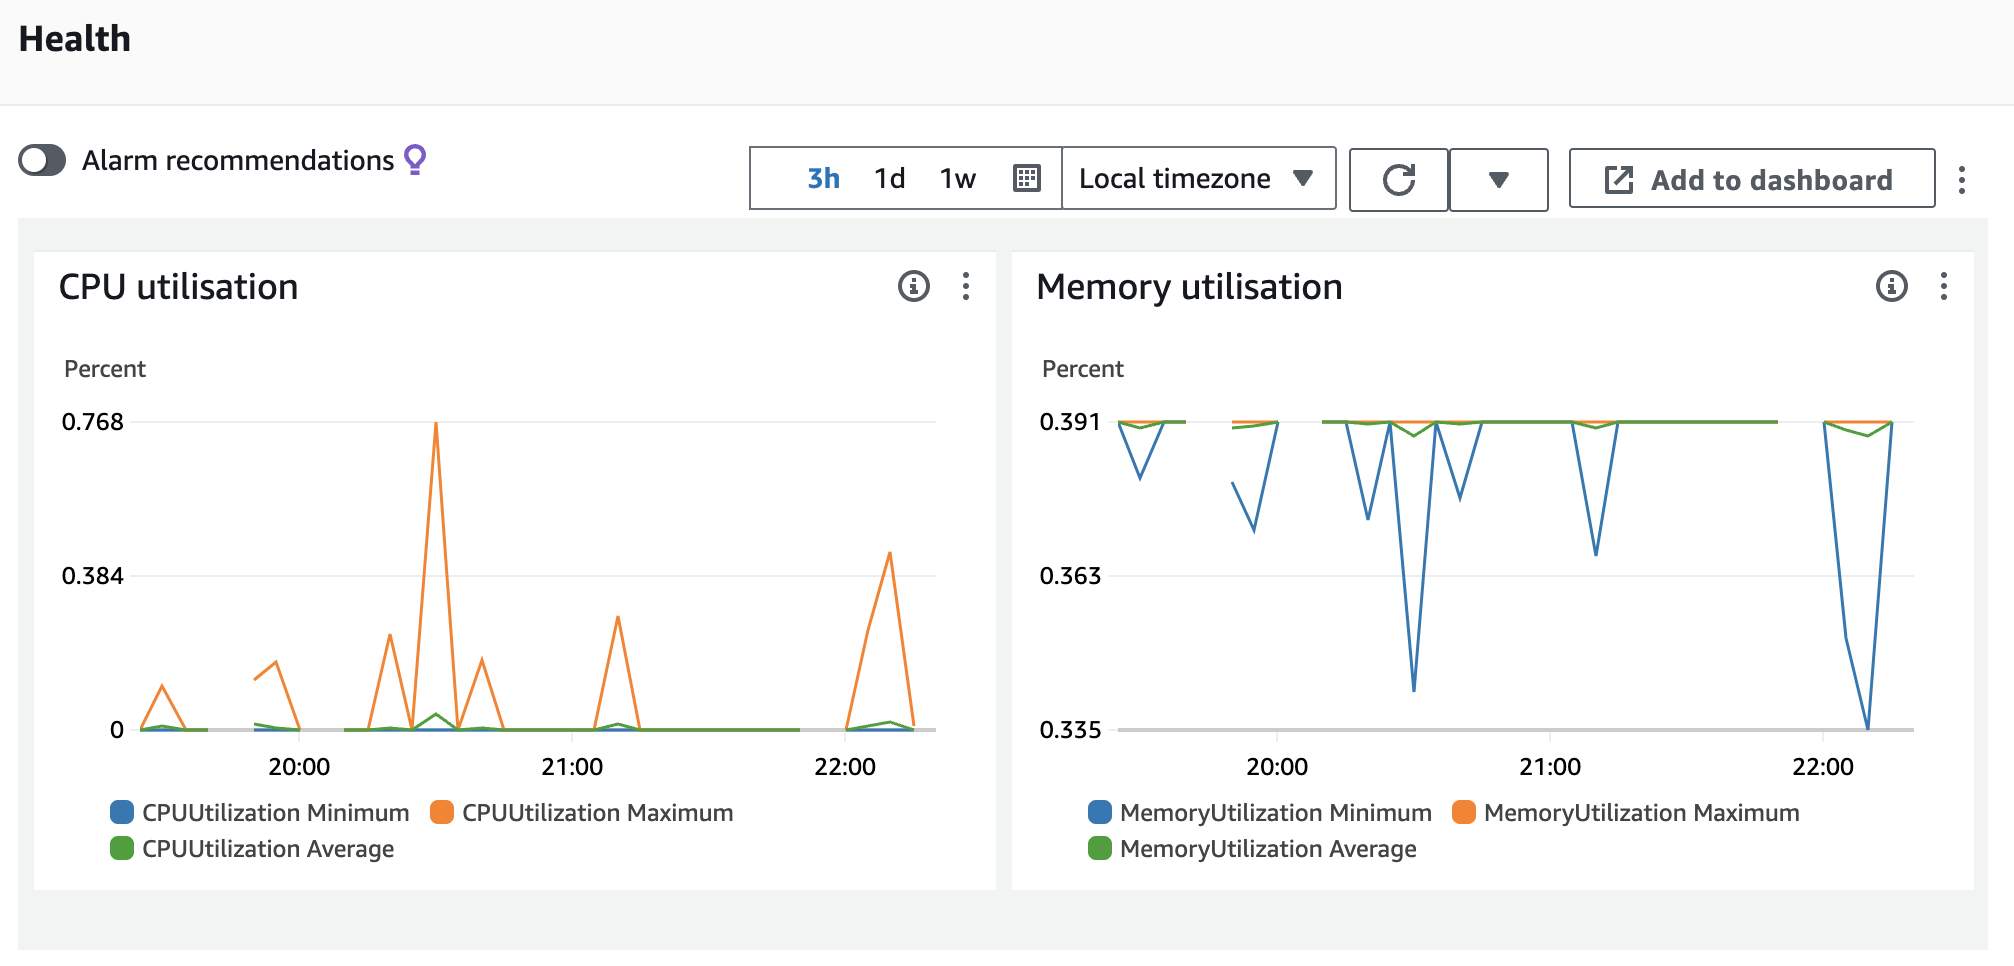 Health
Alarm recommendations
3h 1d 1w Local timezone Add to dashboard
CPU utilisation
Percent
0.768
0.384
0
20:00 21:00 22:00
CPUUtilization Minimum CPUUtilization Maximum
CPUUtilization Average
Memory utilisation
Percent
0.391
0.363
0.335
20:00 21:00 22:00
MemoryUtilization Minimum MemoryUtilization Maximum
MemoryUtilization Average